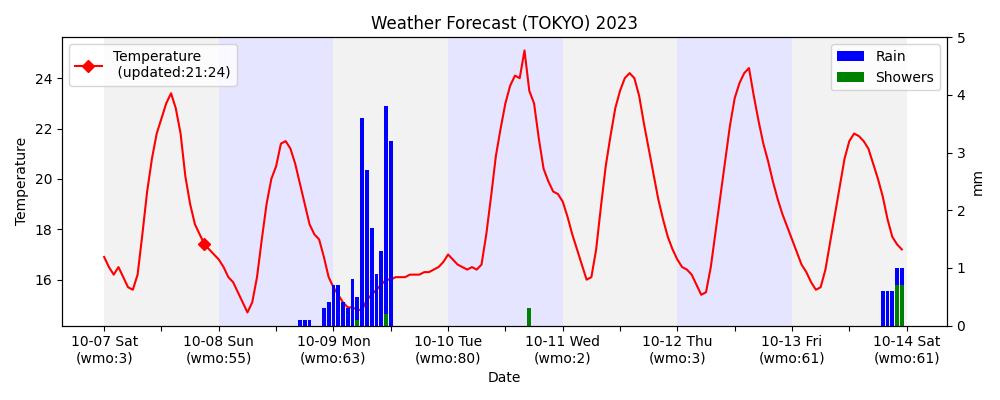 Weather Forecast (TOKYO) 2023
Temperature
(updated:21:24)
Rain
Showers
Temperature
24
22
20
18
16
5
4
3
2
1
0
mm
10-07 Sat
(wmo:3)
10-08 Sun
(wmo:55)
10-09 Mon
(wmo:63)
10-10 Tue
(wmo:80)
10-11 Wed
(wmo:2)
10-12 Thu
(wmo:3)
10-13 Fri
(wmo:61)
10-14 Sat
(wmo:61)
Date